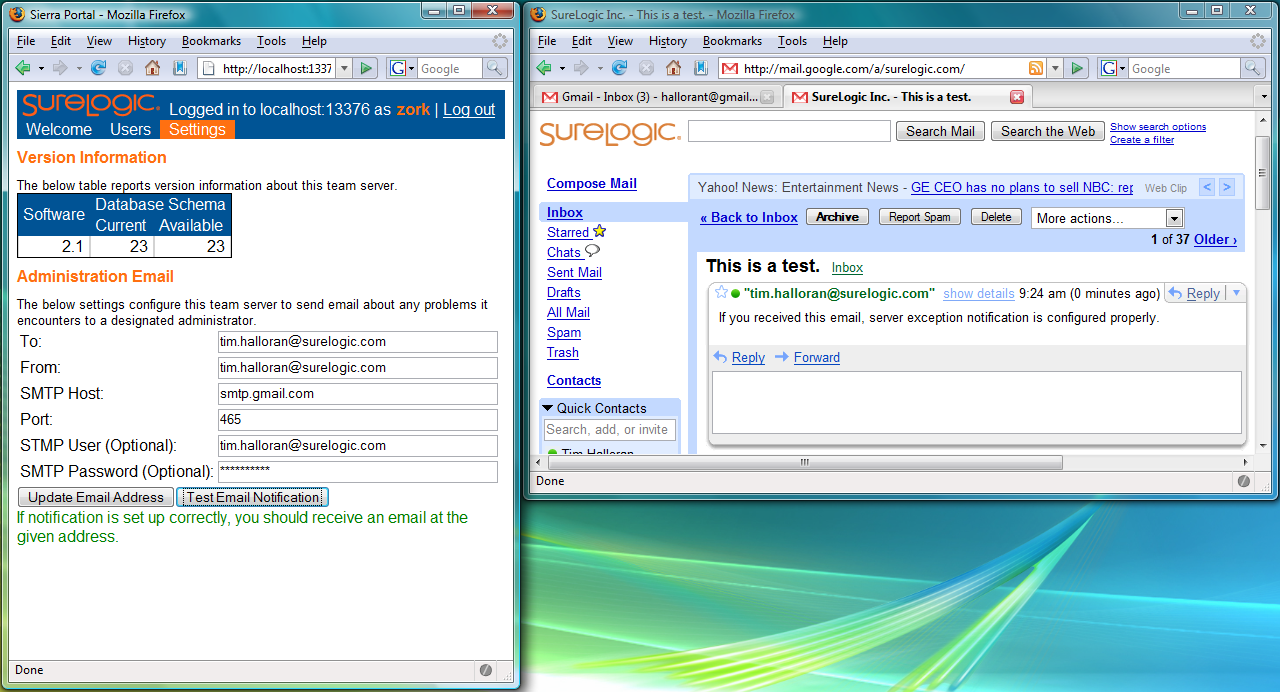 Sierra Portal - Mozilla Firefox
File Edit View History Bookmarks Tools Help
http://localhost:1337
G Google
SURELOGIC Logged in to localhost:13376 as zork | Log out
Welcome Users Settings
Version Information
The below table reports version information about this team server.
Software Database Schema
Current Available
2.1 23 23
Administration Email
The below settings configure this team server to send email about any problems it
encounters to a designated administrator.
To: tim.halloran@surelogic.com
From: tim.halloran@surelogic.com
SMTP Host: smtp.gmail.com
Port: 465
STMP User (Optional): tim.halloran@surelogic.com
SMTP Password (Optional): **********
Update Email Address Test Email Notification
If notification is set up correctly, you should receive an email at the
given address.
Done
SureLogic Inc. - This is a test. - Mozilla Firefox
File Edit View History Bookmarks Tools Help
http://mail.google.com/a/surelogic.com/
G Google
Gmail - Inbox (3) - hallorant@gmail... SureLogic Inc. - This is a test.
SURELOGIC Search Mail Search the Web Show search options
Create a filter
Compose Mail
Inbox
Starred
Chats
Sent Mail
Drafts
All Mail
Spam
Trash
Contacts
Quick Contacts
Search, add, or invite
Tim Halloran
Yahoo! News: Entertainment News - GE CEO has no plans to sell NBC: rep Web Clip < >
« Back to Inbox Archive Report Spam Delete More actions...
1 of 37 Older ›
This is a test. Inbox
"tim.halloran@surelogic.com" show details 9:24 am (0 minutes ago) Reply
If you received this email, server exception notification is configured properly.
Reply Forward
Done